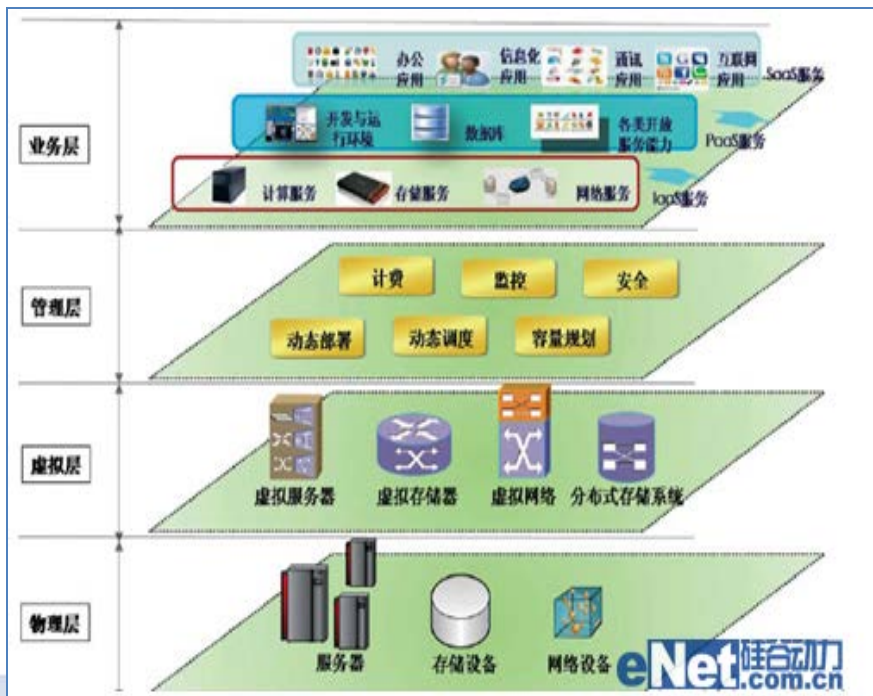 办公
应用
信息化
应用
通讯
应用
互联网
应用
SaaS服务
业务层
开发与运
行环境
数据库
各类开放
服务能力
PaaS服务
计算服务
存储服务
网络服务
IaaS服务
管理层
计费
监控
安全
动态部署
动态调度
容量规划
虚拟层
虚拟服务器
虚拟存储器
虚拟网络
分布式存储系统
物理层
服务器
存储设备
网络设备
eNet硅谷动力
.com.cn